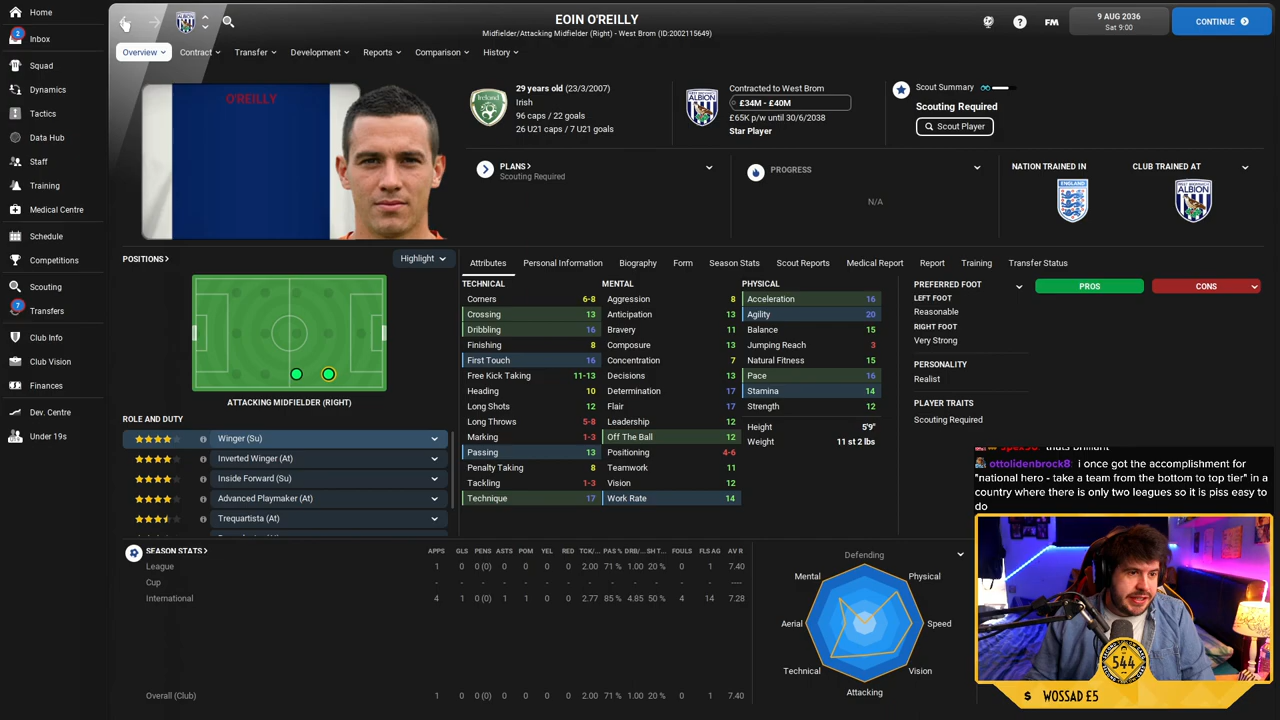 Home
2
Inbox
Squad
Dynamics
Tactics
Data Hub
Staff
Training
Medical Centre
Schedule
Competitions
Scouting
7
Transfers
Club Info
Club Vision
Finances
Dev. Centre
Under 19s
EOIN O'REILLY
Midfielder/Attacking Midfielder (Right) - West Brom (ID:2002115649)
?
FM
9 AUG 2036
Sat 9:00
CONTINUE
Overview
Contract
Transfer
Development
Reports
Comparison
History
O'REILLY
29 years old (23/3/2007)
Irish
96 caps / 22 goals
26 U21 caps / 7 U21 goals
Contracted to West Brom
£34M - £40M
£65K p/w until 30/6/2038
Star Player
Scout Summary
Scouting Required
Scout Player
PLANS
Scouting Required
PROGRESS
N/A
NATION TRAINED IN
CLUB TRAINED AT
POSITIONS
Highlight
ATTACKING MIDFIELDER (RIGHT)
ROLE AND DUTY
Winger (Su)
Inverted Winger (At)
Inside Forward (Su)
Advanced Playmaker (At)
Trequartista (At)
Attributes
Personal Information
Biography
Form
Season Stats
Scout Reports
Medical Report
Report
Training
Transfer Status
TECHNICAL
Corners 6-8
Crossing 13
Dribbling 16
Finishing 8
First Touch 16
Free Kick Taking 11-13
Heading 10
Long Shots 12
Long Throws 5-8
Marking 1-3
Passing 13
Penalty Taking 8
Tackling 1-3
Technique 17
MENTAL
Aggression 8
Anticipation 13
Bravery 11
Composure 13
Concentration 7
Decisions 13
Determination 17
Flair 17
Leadership 12
Off The Ball 12
Positioning 4-6
Teamwork 11
Vision 12
Work Rate 14
PHYSICAL
Acceleration 16
Agility 20
Balance 15
Jumping Reach 3
Natural Fitness 15
Pace 16
Stamina 14
Strength 12
Height 5'9"
Weight 11 st 2 lbs
PREFERRED FOOT
LEFT FOOT
Reasonable
RIGHT FOOT
Very Strong
PERSONALITY
Realist
PLAYER TRAITS
Scouting Required
PROS
CONS
ottolidenbrock8: i once got the accomplishment for
"national hero - take a team from the bottom to top tier" in a
country where there is only two leagues so it is piss easy to
do
SEASON STATS
APPS GLS PENS ASTS POM YEL RED TCK/... PAS % DRB/... SH T... FOULS FLS AG AV R
League 1 0 0 (0) 0 0 0 0 2.00 71 % 1.00 20 % 0 1 7.40
Cup - - - - - - - - - - - - - ----
International 4 1 0 (0) 1 1 0 0 2.77 85 % 4.85 50 % 4 14 7.28
Overall (Club) 1 0 0 (0) 0 0 0 0 2.00 71 % 1.00 20 % 0 1 7.40
Defending
Mental
Physical
Aerial
Speed
Technical
Vision
Attacking
544
$ WOSSAD £5